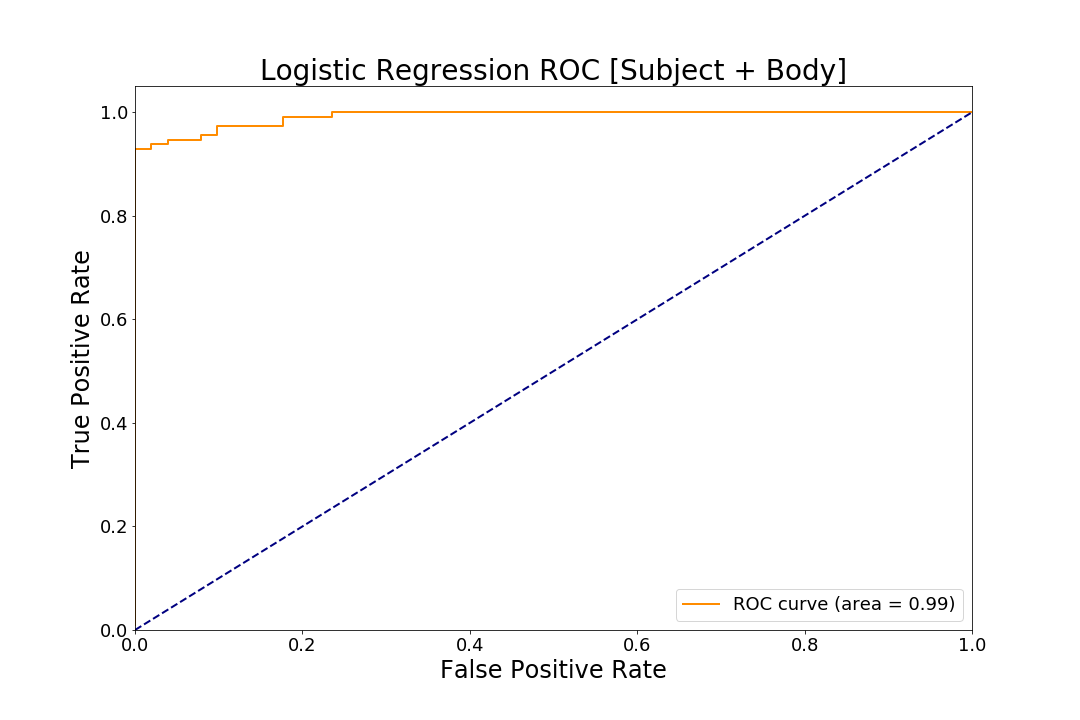 Logistic Regression ROC [Subject + Body]
1.0
0.8
0.6
0.4
0.2
0.0
True Positive Rate
ROC curve (area = 0.99)
0.0 0.2 0.4 0.6 0.8 1.0
False Positive Rate